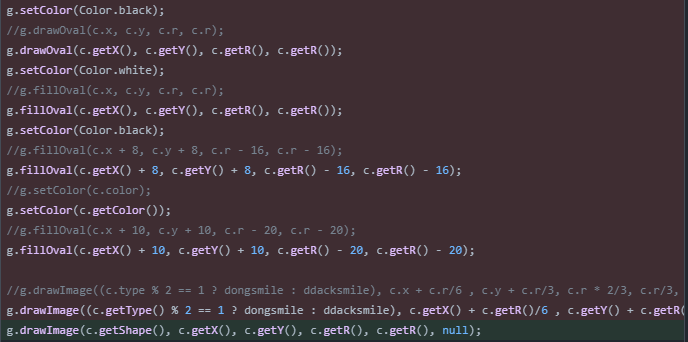 g.setColor(Color.black);
//g.drawOval(c.x, c.y, c.r, c.r);
g.drawOval(c.getX(), c.getY(), c.getR(), c.getR());
g.setColor(Color.white);
//g.fillOval(c.x, c.y, c.r, c.r);
g.fillOval(c.getX(), c.getY(), c.getR(), c.getR());
g.setColor(Color.black);
//g.fillOval(c.x + 8, c.y + 8, c.r - 16, c.r - 16);
g.fillOval(c.getX() + 8, c.getY() + 8, c.getR() - 16, c.getR() - 16);
//g.setColor(c.color);
g.setColor(c.getColor());
//g.fillOval(c.x + 10, c.y + 10, c.r - 20, c.r - 20);
g.fillOval(c.getX() + 10, c.getY() + 10, c.getR() - 20, c.getR() - 20);
//g.drawImage((c.type % 2 == 1 ? dongsmile : ddacksmile), c.x + c.r/6 , c.y + c.r/3, c.r * 2/3, c.r/3,
g.drawImage((c.getType() % 2 == 1 ? dongsmile : ddacksmile), c.getX() + c.getR()/6 , c.getY() + c.getR(
g.drawImage(c.getShape(), c.getX(), c.getY(), c.getR(), c.getR(), null);